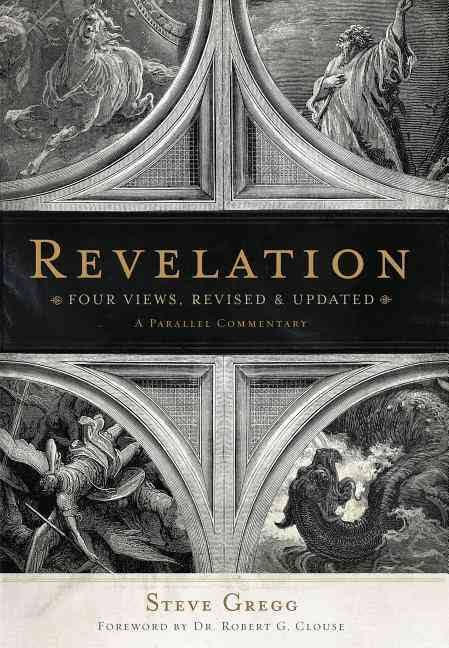 REVELATION
FOUR VIEWS, REVISED & UPDATED
A PARALLEL COMMENTARY
STEVE GREGG
FOREWORD BY DR. ROBERT G. CLOUSE